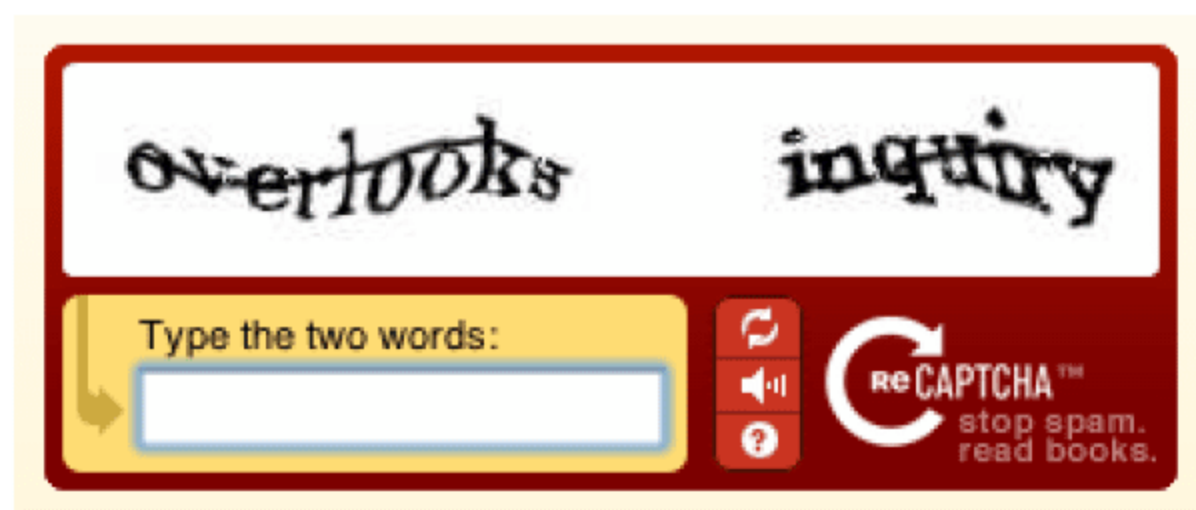 overlooks inquiry
Type the two words:
reCAPTCHA™
stop spam.
read books.